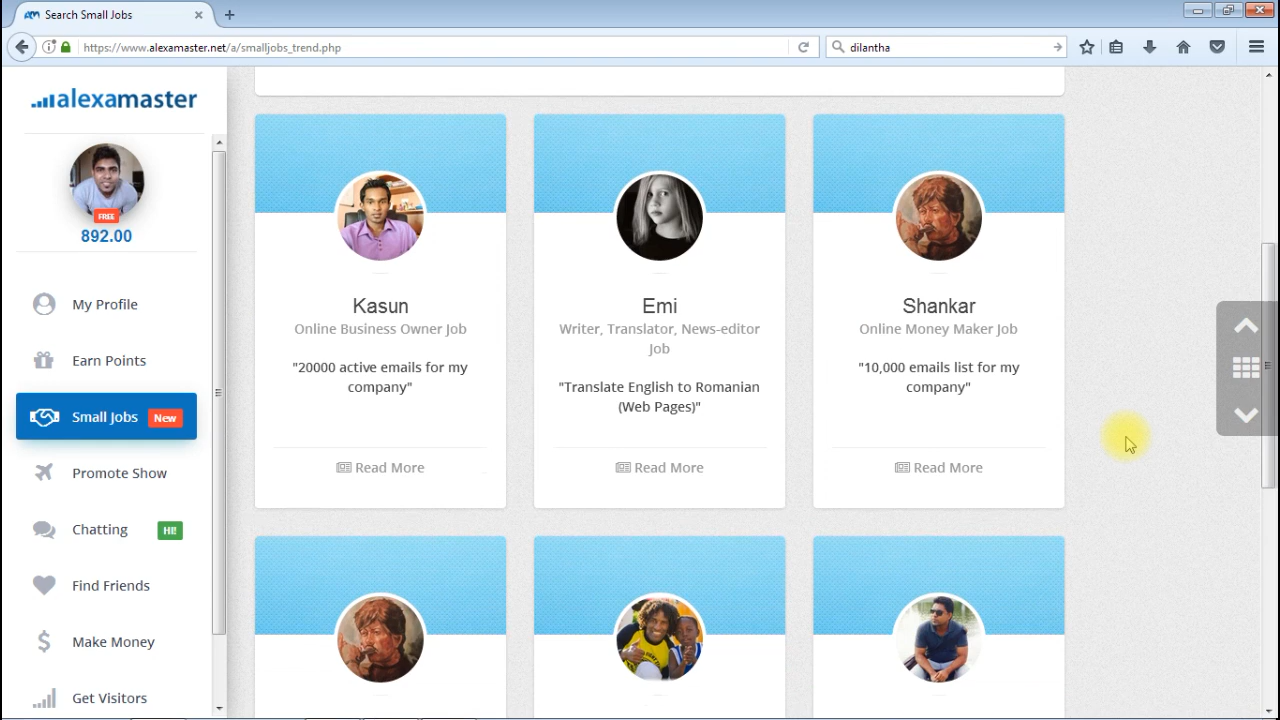 Search Small Jobs
https://www.alexamaster.net/a/smalljobs_trend.php
dilantha
alexamaster
FREE
892.00
My Profile
Earn Points
Small Jobs New
Promote Show
Chatting HI!
Find Friends
Make Money
Get Visitors
Kasun
Online Business Owner Job
"20000 active emails for my
company"
Read More
Emi
Writer, Translator, News-editor
Job
"Translate English to Romanian
(Web Pages)"
Read More
Shankar
Online Money Maker Job
"10,000 emails list for my
company"
Read More